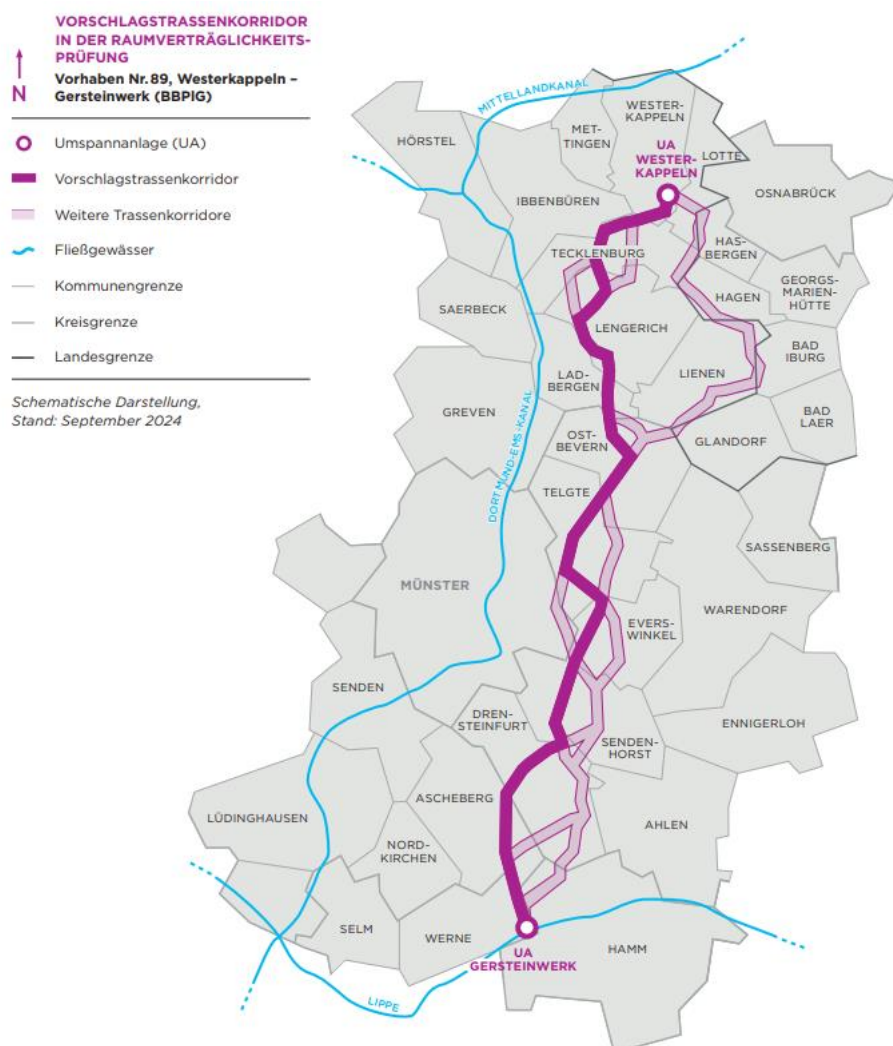 VORSCHLAGSTRASSENKORRIDOR
IN DER RAUMVERTRÄGLICHKEITS-
PRÜFUNG
Vorhaben Nr. 89, Westerkappeln –
Gersteinwerk (BBPlG)
N
Umspannanlage (UA)
Vorschlagstrassenkorridor
Weitere Trassenkorridore
Fließgewässer
Kommunengrenze
Kreisgrenze
Landesgrenze
Schematische Darstellung,
Stand: September 2024
MITTELLANDKANAL
WESTER-
KAPPELN
HÖRSTEL
MET-
TINGEN
UA
WESTER-
KAPPELN
LOTTE
OSNABRÜCK
IBBENBÜREN
HAS-
BERGEN
TECKLENBURG
GEORGS-
MARIEN-
HÜTTE
HAGEN
SAERBECK
LENGERICH
BAD
IBURG
LAD-
BERGEN
LIENEN
GREVEN
BAD
LAER
OST-
BEVERN
GLANDORF
DORTMUND-EMS-KANAL
TELGTE
SASSENBERG
MÜNSTER
WARENDORF
EVERS-
WINKEL
SENDEN
DREN-
STEINFURT
ENNIGERLOH
SENDEN-
HORST
ASCHEBERG
LÜDINGHAUSEN
AHLEN
NORD-
KIRCHEN
SELM
WERNE
HAMM
UA
GERSTEINWERK
LIPPE